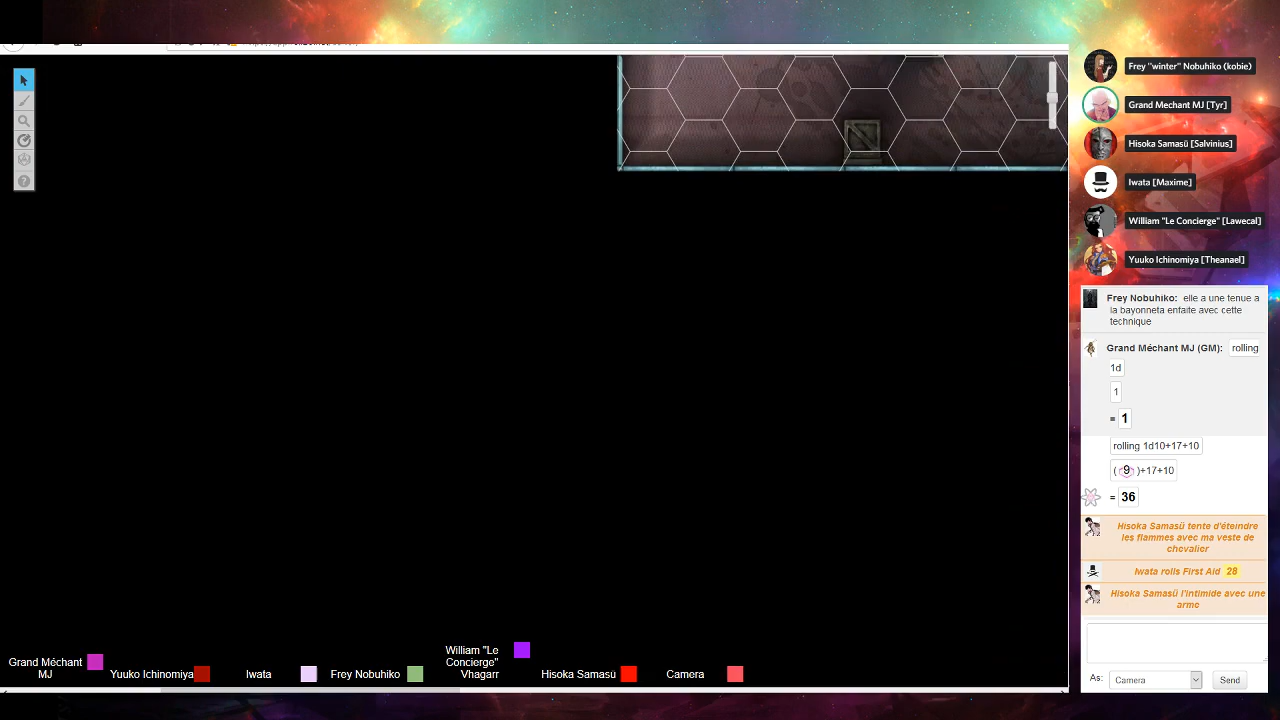 Frey "winter" Nobuhiko (kobie)
Grand Mechant MJ [Tyr]
Hisoka Samasû [Salvinius]
Iwata [Maxime]
William "Le Concierge" [Lawecal]
Yuuko Ichinomiya [Theanael]
Frey Nobuhiko: elle a une tenue a
la bayonneta enfaite avec cette
technique
Grand Méchant MJ (GM): rolling
1d
1
= 1
rolling 1d10+17+10
( 9 )+17+10
= 36
Hisoka Samasû tente d'éteindre
les flammes avec ma veste de
chevalier
Iwata rolls First Aid 28
Hisoka Samasû l'intimide avec une
arme
As: Camera Send
Grand Méchant
MJ
Yuuko Ichinomiya
Iwata
Frey Nobuhiko
William "Le
Concierge"
Vhagarr
Hisoka Samasû
Camera